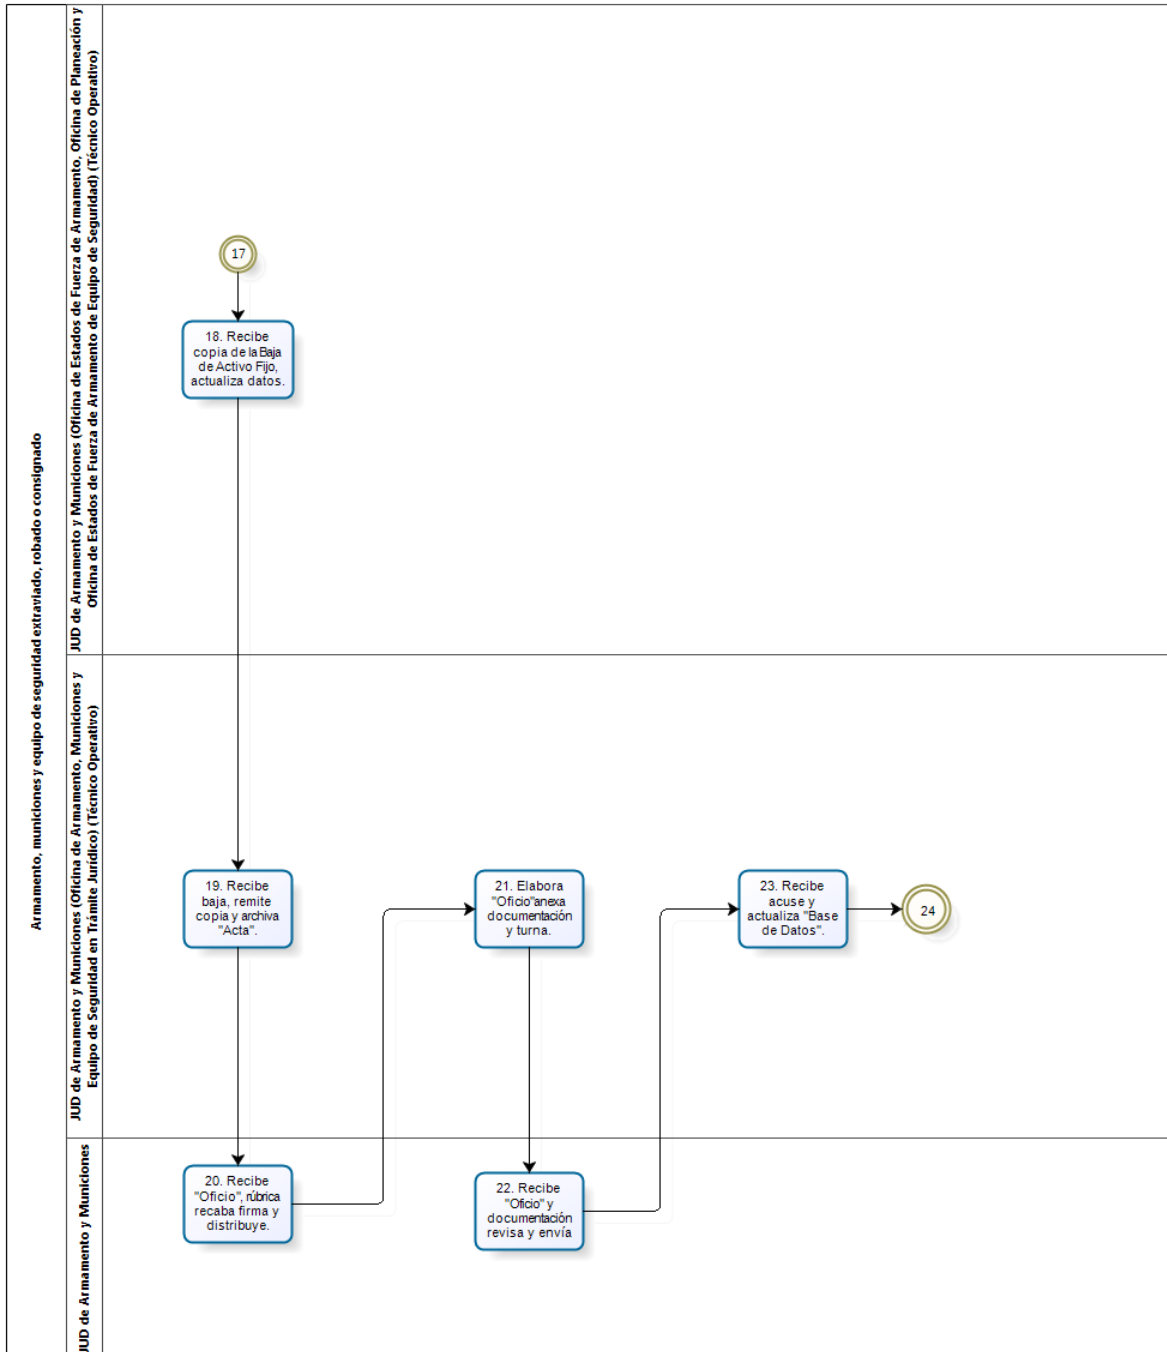 Armamento, municiones y equipo de seguridad extraviado, robado o consignado
JUD de Armamento y Municiones (Oficina de Estados de Fuerza de Armamento, Oficina de Planeación y
Oficina de Estados de Fuerza de Armamento de Equipo de Seguridad) (Técnico Operativo)
17
18. Recibe
copia de la Baja
de Activo Fijo,
actualiza datos.
JUD de Armamento y Municiones (Oficina de Armamento, Municiones y
Equipo de Seguridad en Trámite Jurídico) (Técnico Operativo)
19. Recibe
baja, remite
copia y archiva
"Acta".
21. Elabora
"Oficio"anexa
documentación
y turna.
23. Recibe
acuse y
actualiza "Base
de Datos".
24
JUD de Armamento y Municiones
20. Recibe
"Oficio", rúbrica
recaba firma y
distribuye.
22. Recibe
"Oficio" y
documentación
revisa y envía